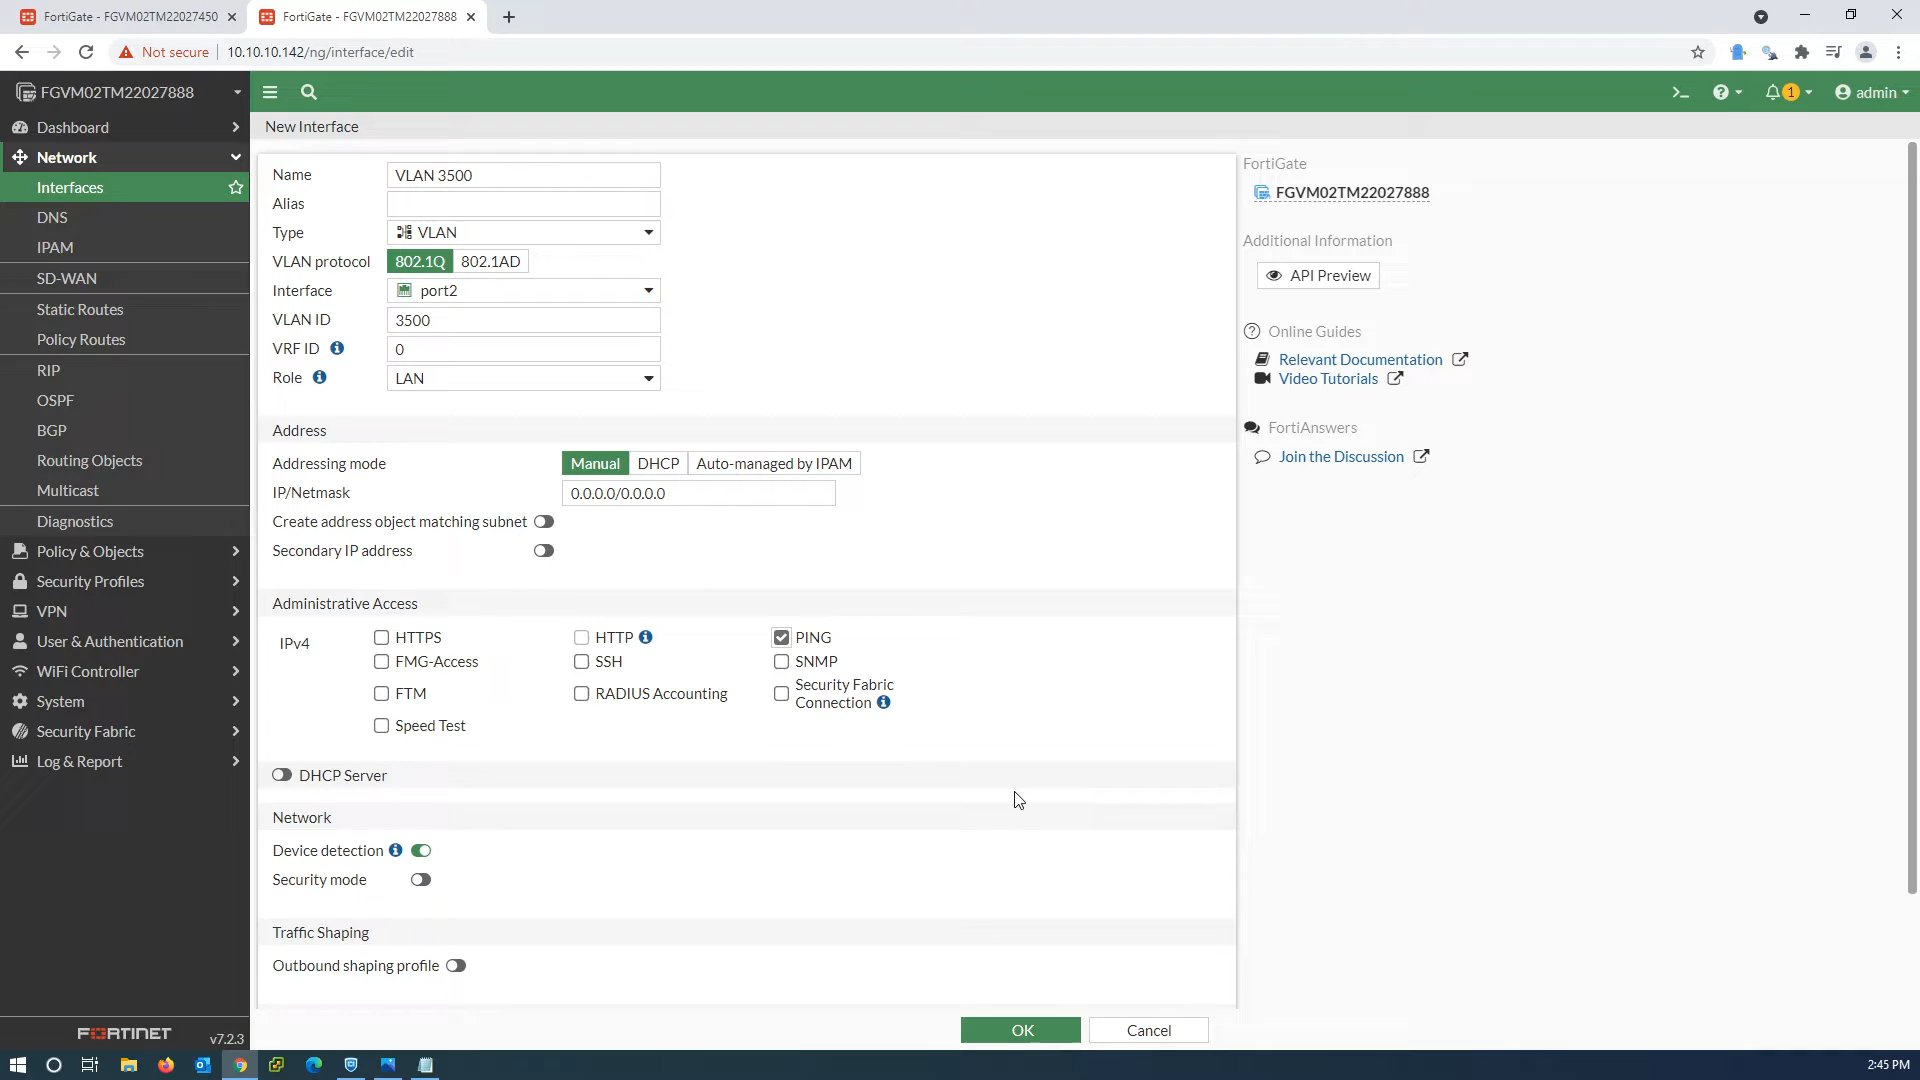 FortiGate - FGVM02TM22027450
FortiGate - FGVM02TM22027888
Not secure
10.10.10.142/ng/interface/edit
FGVM02TM22027888
1
admin
Dashboard
Network
Interfaces
DNS
IPAM
SD-WAN
Static Routes
Policy Routes
RIP
OSPF
BGP
Routing Objects
Multicast
Diagnostics
Policy & Objects
Security Profiles
VPN
User & Authentication
WiFi Controller
System
Security Fabric
Log & Report
FORTINET
v7.2.3
New Interface
Name VLAN 3500
Alias
Type VLAN
VLAN protocol 802.1Q 802.1AD
Interface port2
VLAN ID 3500
VRF ID 0
Role LAN
Address
Addressing mode Manual DHCP Auto-managed by IPAM
IP/Netmask 0.0.0.0/0.0.0.0
Create address object matching subnet
Secondary IP address
Administrative Access
IPv4
HTTPS HTTP PING
FMG-Access SSH SNMP
FTM RADIUS Accounting Security Fabric
Connection
Speed Test
DHCP Server
Network
Device detection
Security mode
Traffic Shaping
Outbound shaping profile
OK Cancel
FortiGate
FGVM02TM22027888
Additional Information
API Preview
Online Guides
Relevant Documentation
Video Tutorials
FortiAnswers
Join the Discussion
2:45 PM